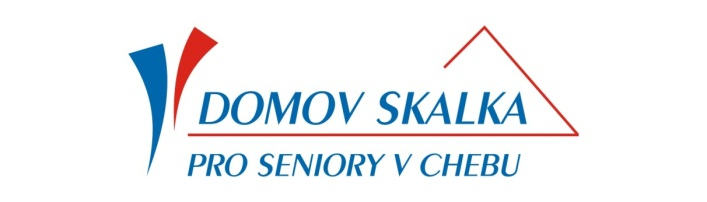 DOMOV SKALKA
PRO SENIORY V CHEBU